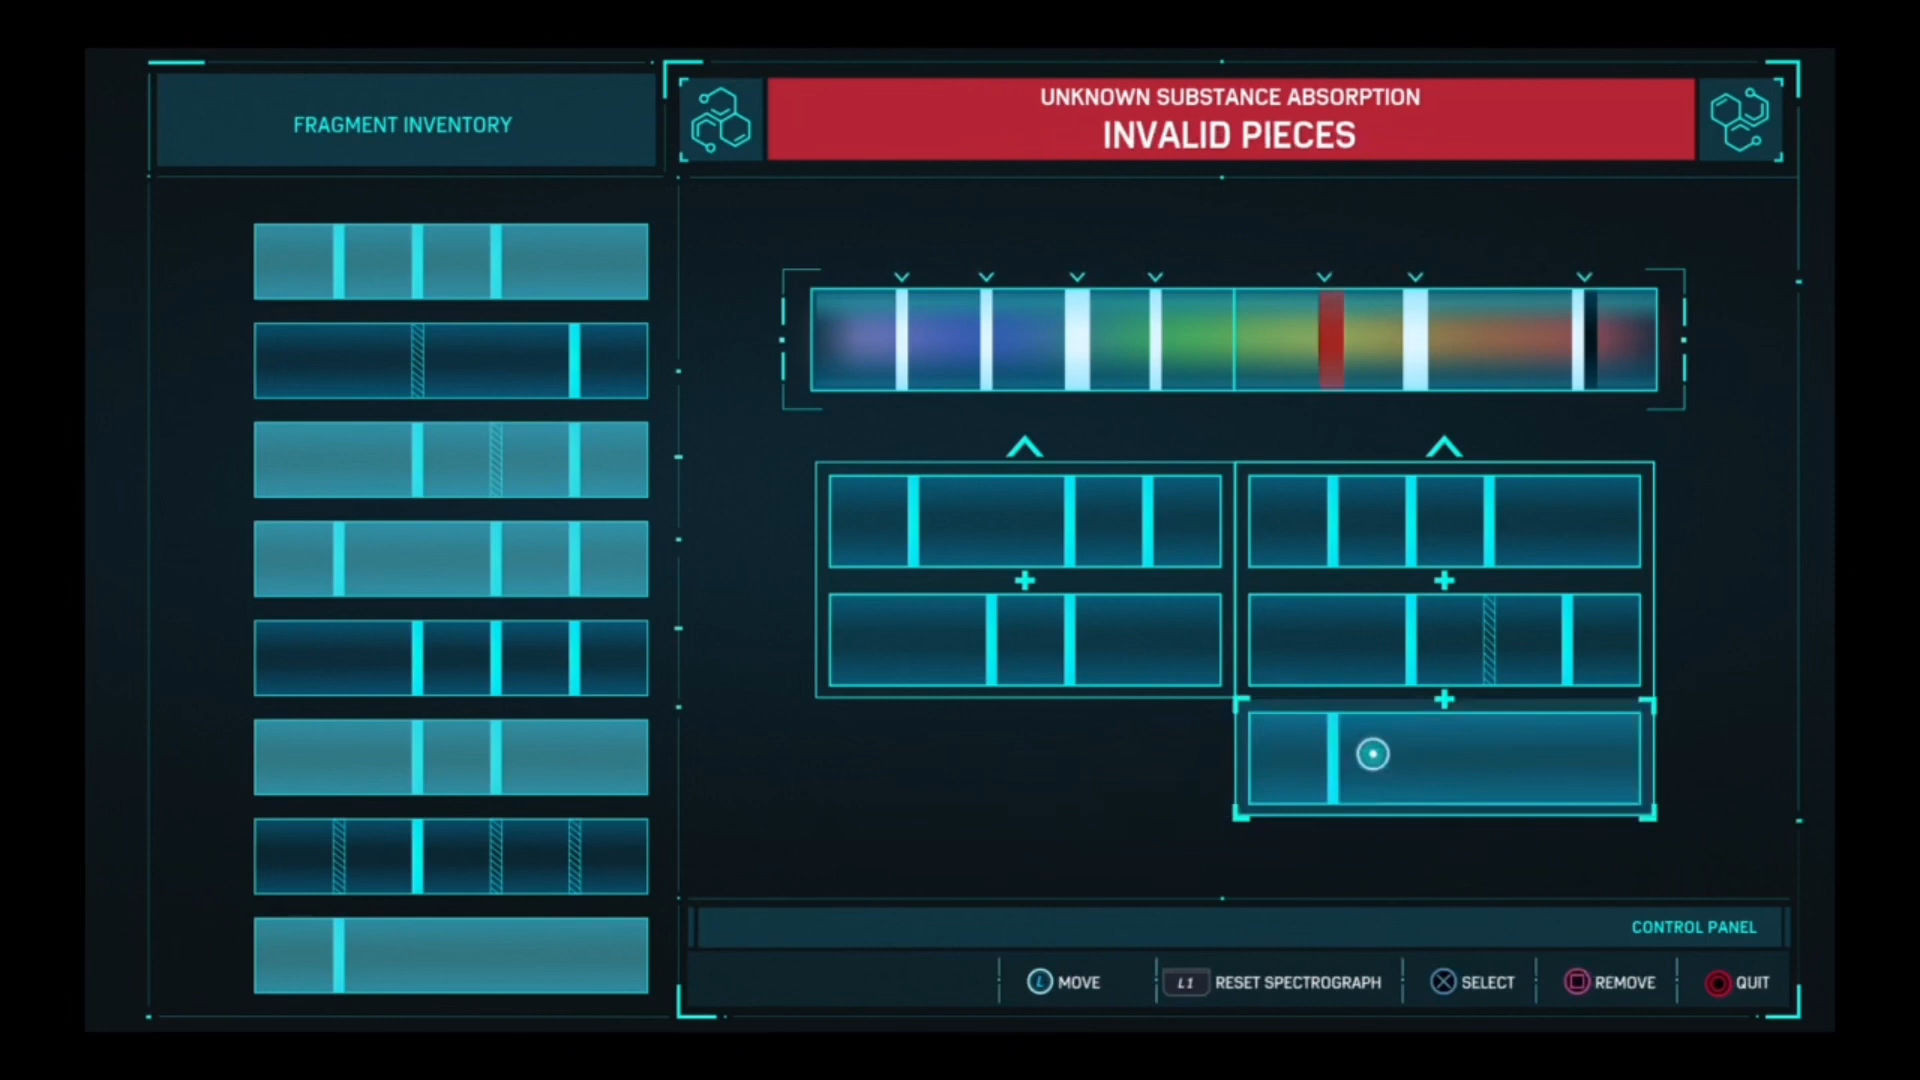 FRAGMENT INVENTORY
UNKNOWN SUBSTANCE ABSORPTION
INVALID PIECES
CONTROL PANEL
L MOVE
L1 RESET SPECTROGRAPH
SELECT
REMOVE
QUIT